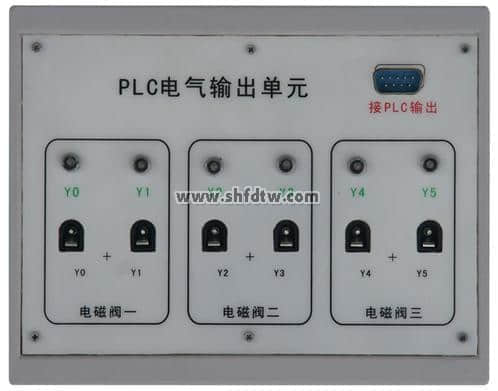 PLC电气输出单元
接PLC输出
Y0 Y1 Y4 Y5
www.shfdtw.com
Y0 + Y1 Y2 + Y3 Y4 + Y5
电磁阀一 电磁阀二 电磁阀三